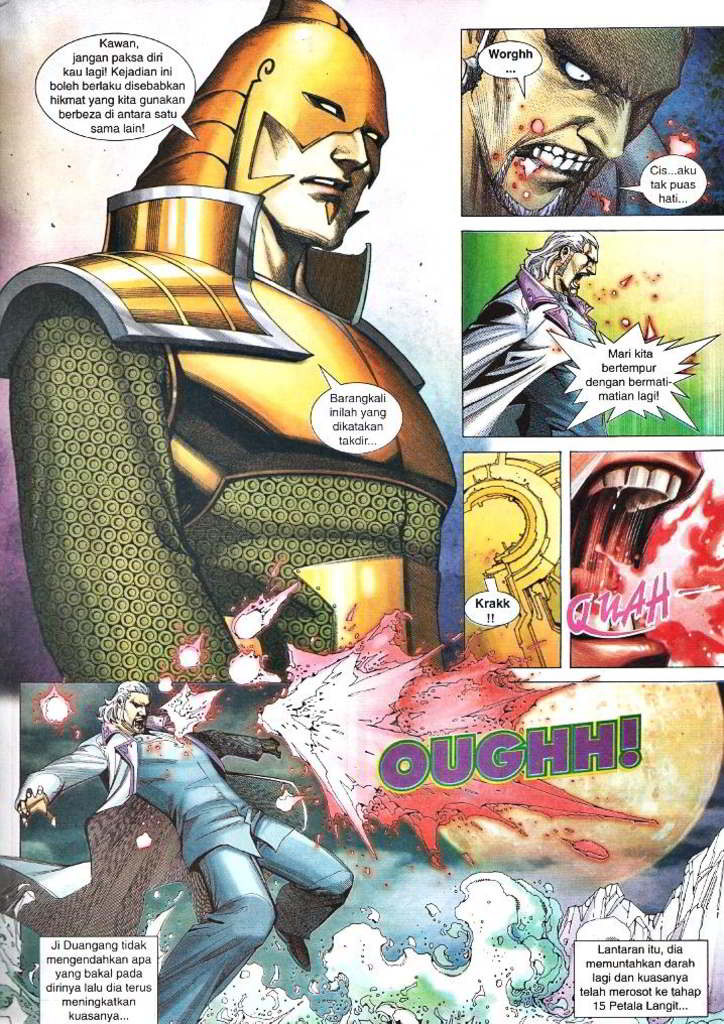 Kawan,
jangan paksa diri
kau lagi! Kejadian ini
boleh berlaku disebabkan
hikmat yang kita gunakan
berbeza di antara satu
sama lain!
Barangkali
inilah yang
dikatakan
takdir...
Worghh
...
Cis...aku
tak puas
hati...
Mari kita
bertempur
dengan bermati-
matian lagi!
Krakk
!!
QUAH
OUGHH!
Ji Duangang tidak
mengendahkan apa
yang bakal pada
dirinya lalu dia terus
meningkatkan
kuasanya...
Lantaran itu, dia
memuntahkan darah
lagi dan kuasanya
telah merosot ke tahap
15 Petala Langit...